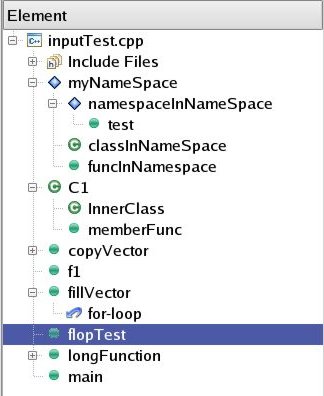 Element
inputTest.cpp
Include Files
myNameSpace
namespaceInNameSpace
test
classInNameSpace
funcInNamespace
C1
InnerClass
memberFunc
copyVector
f1
fillVector
for-loop
flopTest
longFunction
main